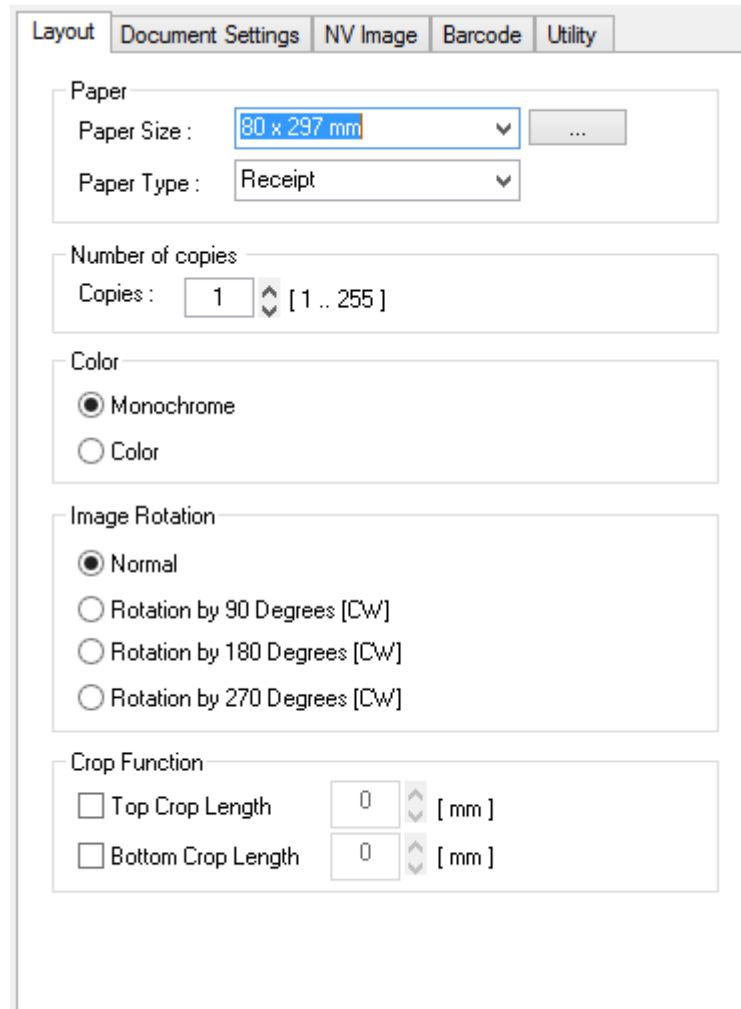 Layout Document Settings NV Image Barcode Utility
Paper
Paper Size : 80 x 297 mm ...
Paper Type : Receipt
Number of copies
Copies : 1 [ 1 .. 255 ]
Color
Monochrome
Color
Image Rotation
Normal
Rotation by 90 Degrees [CW]
Rotation by 180 Degrees [CW]
Rotation by 270 Degrees [CW]
Crop Function
Top Crop Length 0 [ mm ]
Bottom Crop Length 0 [ mm ]